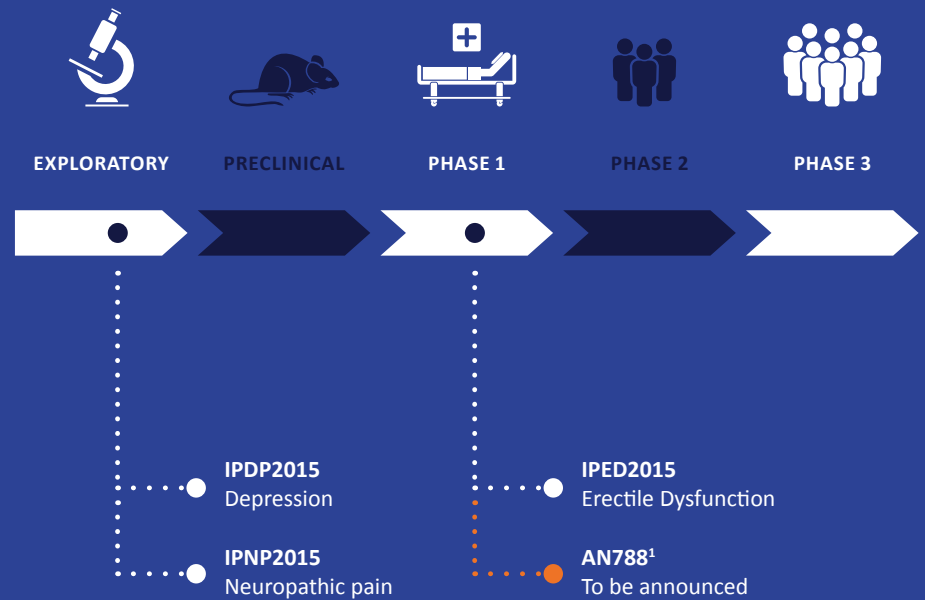 EXPLORATORY
PRECLINICAL
PHASE 1
PHASE 2
PHASE 3
IPDP2015
Depression
IPNP2015
Neuropathic pain
IPED2015
Erectile Dysfunction
AN788¹
To be announced